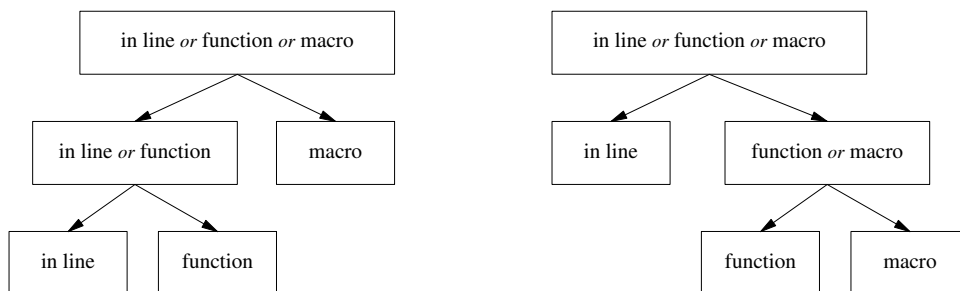 in line or function or macro
in line or function
macro
in line
function
in line or function or macro
in line
function or macro
function
macro